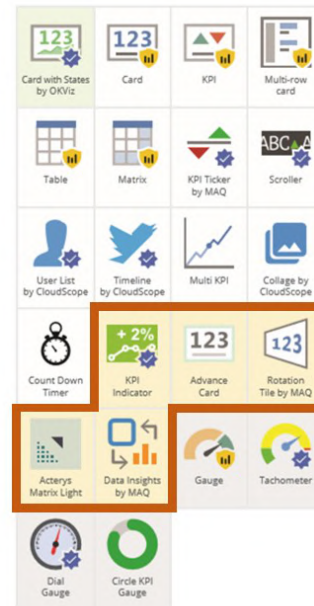 123 123
Card with States Card KPI Multi-row
by OKViz card
ABC
Table Matrix KPI Ticker Scroller
by MAQ
User List Timeline Multi KPI Collage by
by CloudScope by CloudScope CloudScope
+ 2% 123 123
Count Down KPI Advance Rotation
Timer Indicator Card Tile by MAQ
Acterys Data Insights Gauge Tachometer
Matrix Light by MAQ
Dial Circle KPI
Gauge Gauge